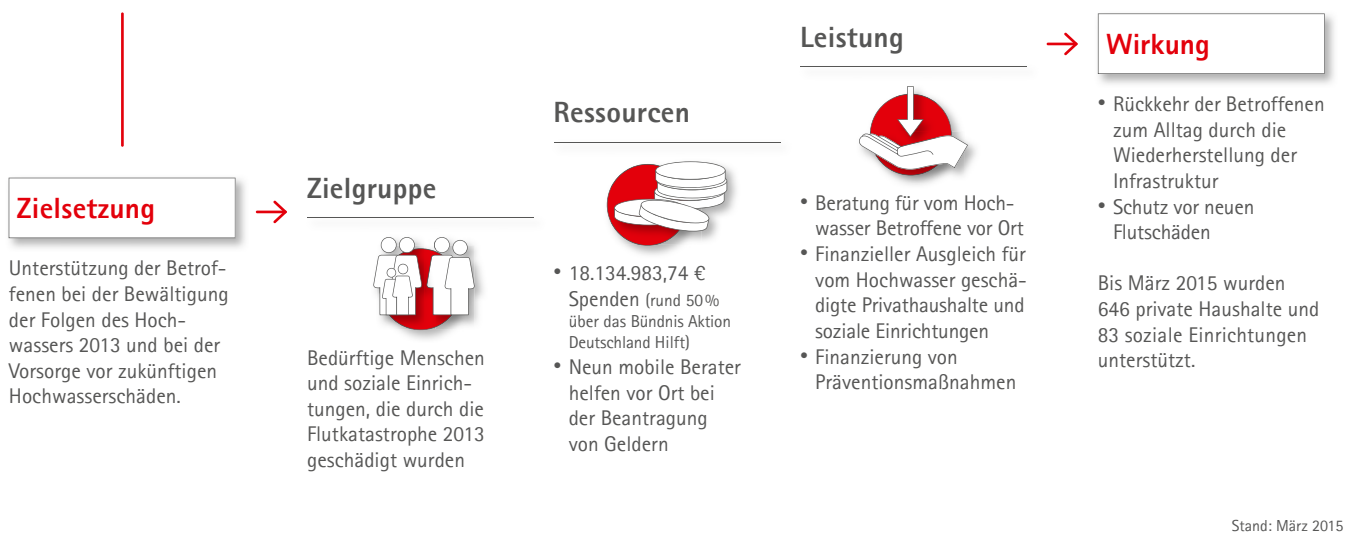 Zielsetzung
Unterstützung der Betrof-
fenen bei der Bewältigung
der Folgen des Hoch-
wassers 2013 und bei der
Vorsorge vor zukünftigen
Hochwasserschäden.
Zielgruppe
Bedürftige Menschen
und soziale Einrich-
tungen, die durch die
Flutkatastrophe 2013
geschädigt wurden
Ressourcen
• 18.134.983,74 €
Spenden (rund 50%
über das Bündnis Aktion
Deutschland Hilft)
• Neun mobile Berater
helfen vor Ort bei
der Beantragung
von Geldern
Leistung
• Beratung für vom Hoch-
wasser Betroffene vor Ort
• Finanzieller Ausgleich für
vom Hochwasser geschä-
digte Privathaushalte und
soziale Einrichtungen
• Finanzierung von
Präventionsmaßnahmen
Wirkung
• Rückkehr der Betroffenen
zum Alltag durch die
Wiederherstellung der
Infrastruktur
• Schutz vor neuen
Flutschäden
Bis März 2015 wurden
646 private Haushalte und
83 soziale Einrichtungen
unterstützt.
Stand: März 2015